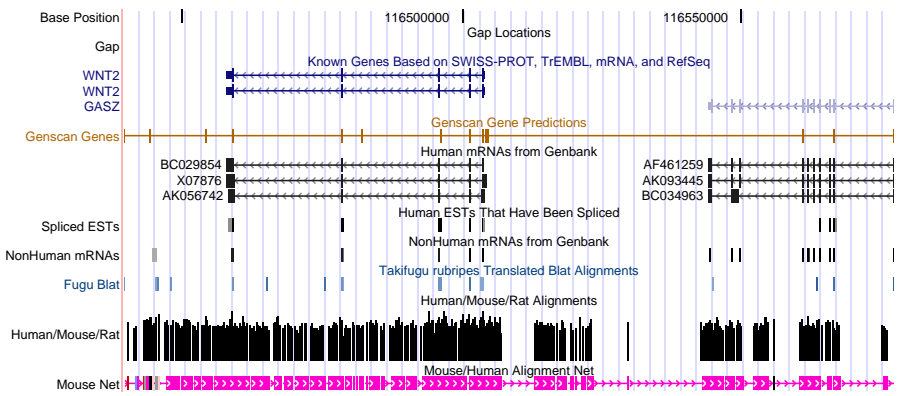 Base Position 116500000 116550000
Gap Locations
Gap
Known Genes Based on SWISS-PROT, TrEMBL, mRNA, and RefSeq
WNT2
WNT2
GASZ
Genscan Gene Predictions
Genscan Genes
Human mRNAs from Genbank
BC029854 AF461259
X07876 AK093445
AK056742 BC034963
Human ESTs That Have Been Spliced
Spliced ESTs
NonHuman mRNAs from Genbank
NonHuman mRNAs
Takifugu rubripes Translated Blat Alignments
Fugu Blat
Human/Mouse/Rat Alignments
Human/Mouse/Rat
Mouse/Human Alignment Net
Mouse Net